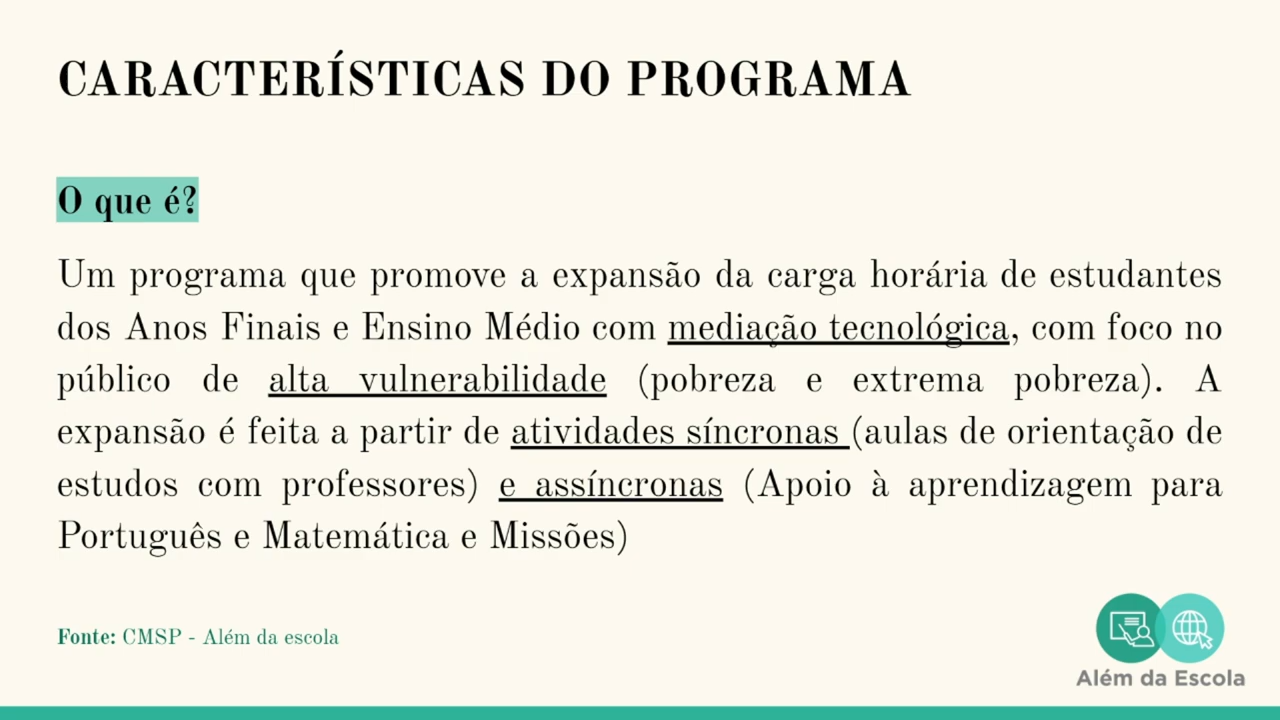 CARACTERÍSTICAS DO PROGRAMA
O que é?
Um programa que promove a expansão da carga horária de estudantes
dos Anos Finais e Ensino Médio com mediação tecnológica, com foco no
público de alta vulnerabilidade (pobreza e extrema pobreza). A
expansão é feita a partir de atividades síncronas (aulas de orientação de
estudos com professores) e assíncronas (Apoio à aprendizagem para
Português e Matemática e Missões)
Fonte: CMSP - Além da escola
Além da Escola